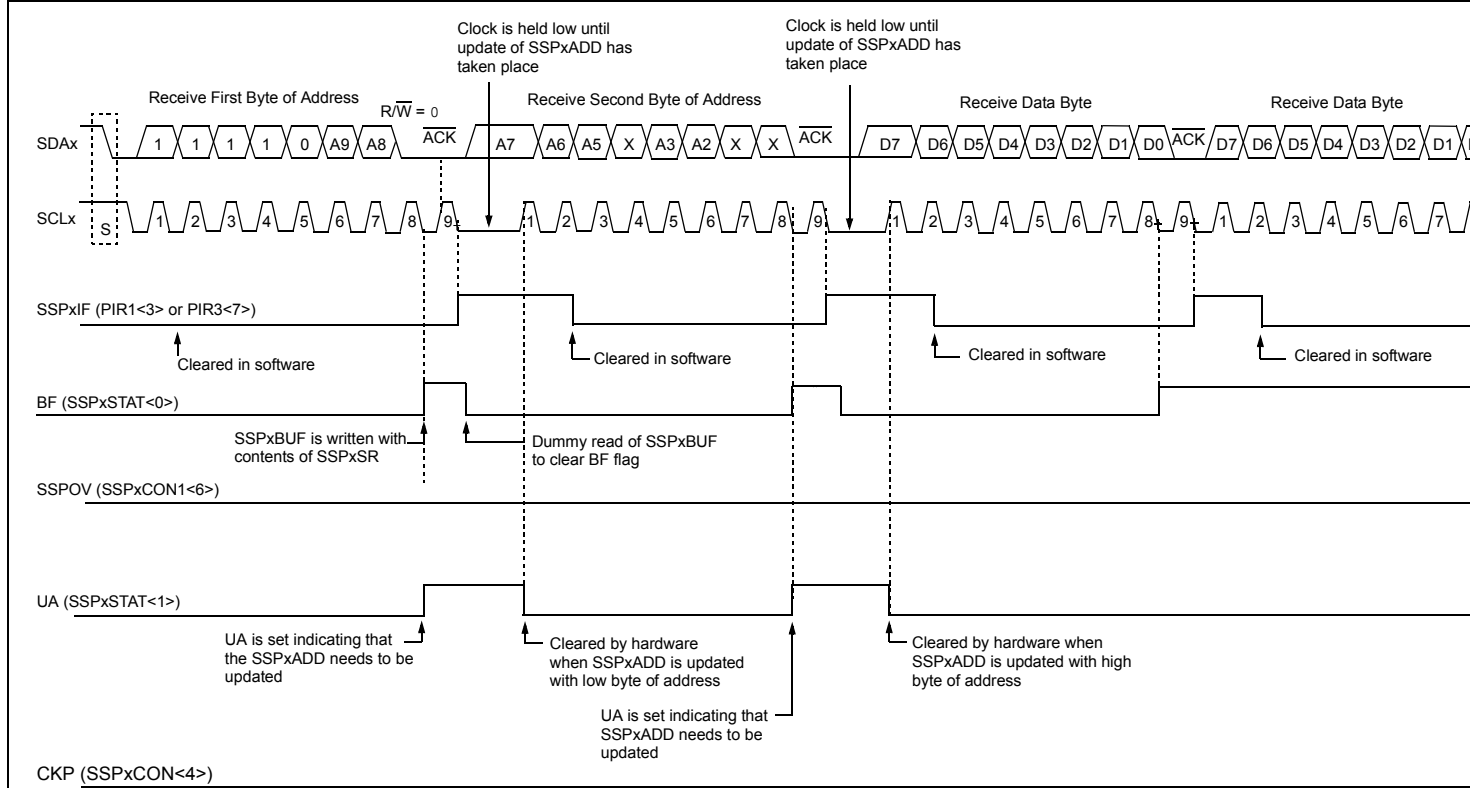 Clock is held low until
update of SSPxADD has
taken place
Clock is held low until
update of SSPxADD has
taken place
Receive First Byte of Address
R/W = 0
Receive Second Byte of Address
Receive Data Byte
Receive Data Byte
SDAx
1 1 1 1 0 A9 A8 ACK A7 A6 A5 X A3 A2 X X ACK D7 D6 D5 D4 D3 D2 D1 D0 ACK D7 D6 D5 D4 D3 D2 D1
SCLx
S 1 2 3 4 5 6 7 8 9 1 2 3 4 5 6 7 8 9 1 2 3 4 5 6 7 8 9 1 2 3 4 5 6 7
SSPxIF (PIR1<3> or PIR3<7>)
Cleared in software
Cleared in software
Cleared in software
Cleared in software
BF (SSPxSTAT<0>)
SSPxBUF is written with
contents of SSPxSR
Dummy read of SSPxBUF
to clear BF flag
SSPOV (SSPxCON1<6>)
UA (SSPxSTAT<1>)
UA is set indicating that
the SSPxADD needs to be
updated
Cleared by hardware
when SSPxADD is updated
with low byte of address
UA is set indicating that
SSPxADD needs to be
updated
Cleared by hardware when
SSPxADD is updated with high
byte of address
CKP (SSPxCON<4>)